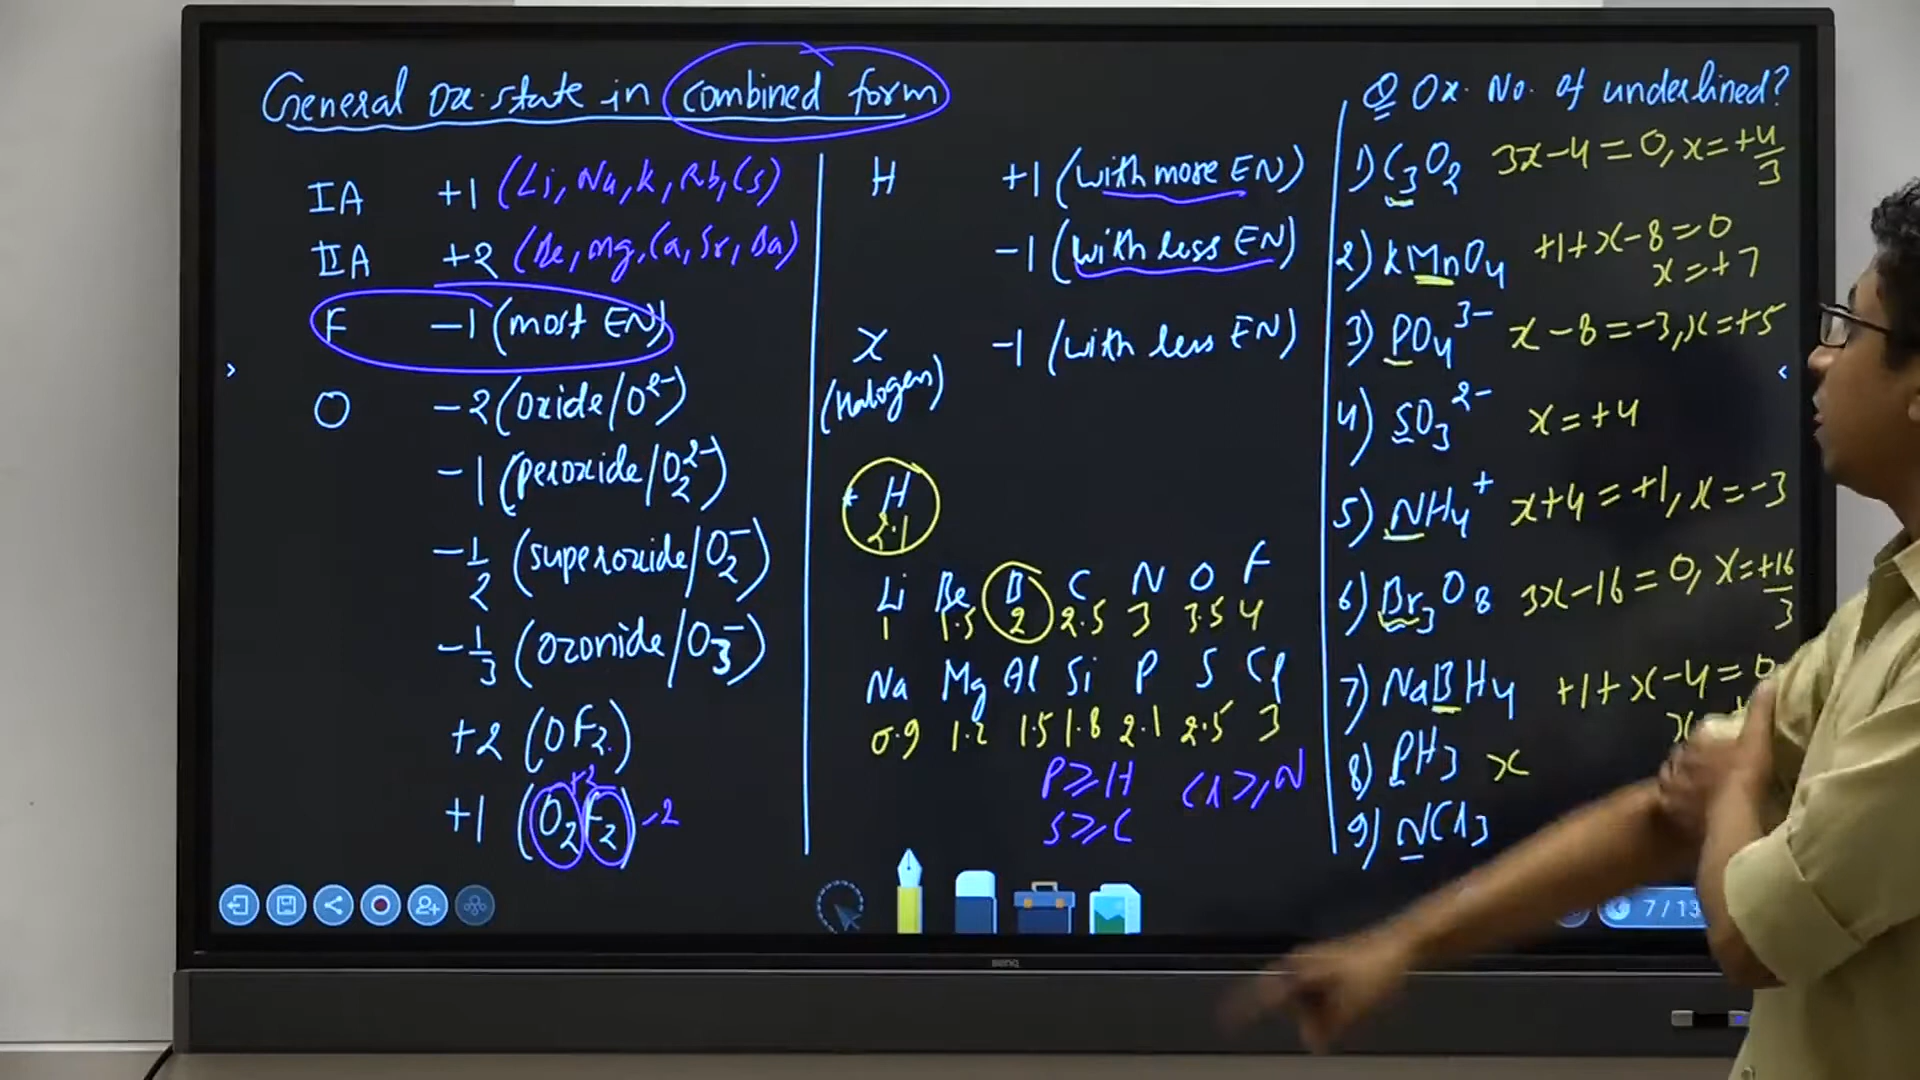 General ox. state in combined form
IA +1 (Li, Na, K, Rb, Cs)
IIA +2 (Be, Mg, Ca, Sr, Ba)
F -1 (most EN)
O -2 (oxide/O²⁻)
-1 (peroxide/O₂²⁻)
-1/2 (superoxide/O₂⁻)
-1/3 (ozonide/O₃⁻)
+2 (OF₂)
+2
+1 (O₂F₂) -2
H +1 (with more EN)
-1 (with less EN)
X -1 (with less EN)
(Halogen)
H
2.1
Li Be B C N O F
1 1.5 2 2.5 3 3.5 4
Na Mg Al Si P S Cl
0.9 1.2 1.5 1.8 2.1 2.5 3
P ≥ H Cl ≥ N
S ≥ C
Q Ox. No. of underlined?
1) C₃O₂ 3x-4=0, x=+4/3
2) KMnO₄ +1+x-8=0
x=+7
3) PO₄³⁻ x-8=-3, x=+5
4) SO₃²⁻ x=+4
5) NH₄⁺ x+4=+1, x=-3
6) Br₃O₈ 3x-16=0, x=+16/3
7) NaBH₄ +1+x-4=0
x
8) PH₃ x
9) NCl₃
7/13
BenQ